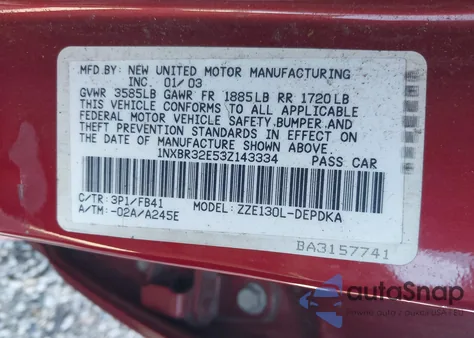 MFD.BY: NEW UNITED MOTOR MANUFACTURING
INC. 01/03
GVWR 3585LB GAWR FR 1885LB RR 1720LB
THIS VEHICLE CONFORMS TO ALL APPLICABLE
FEDERAL MOTOR VEHICLE SAFETY,BUMPER,AND
THEFT PREVENTION STANDARDS IN EFFECT ON
THE DATE OF MANUFACTURE SHOWN ABOVE.
1NXBR32E53Z143334 PASS CAR
C/TR: 3P1/FB41 MODEL: ZZE130L-DEPDKA
A/TM: -02A/A245E
BA3157741
autoSnap